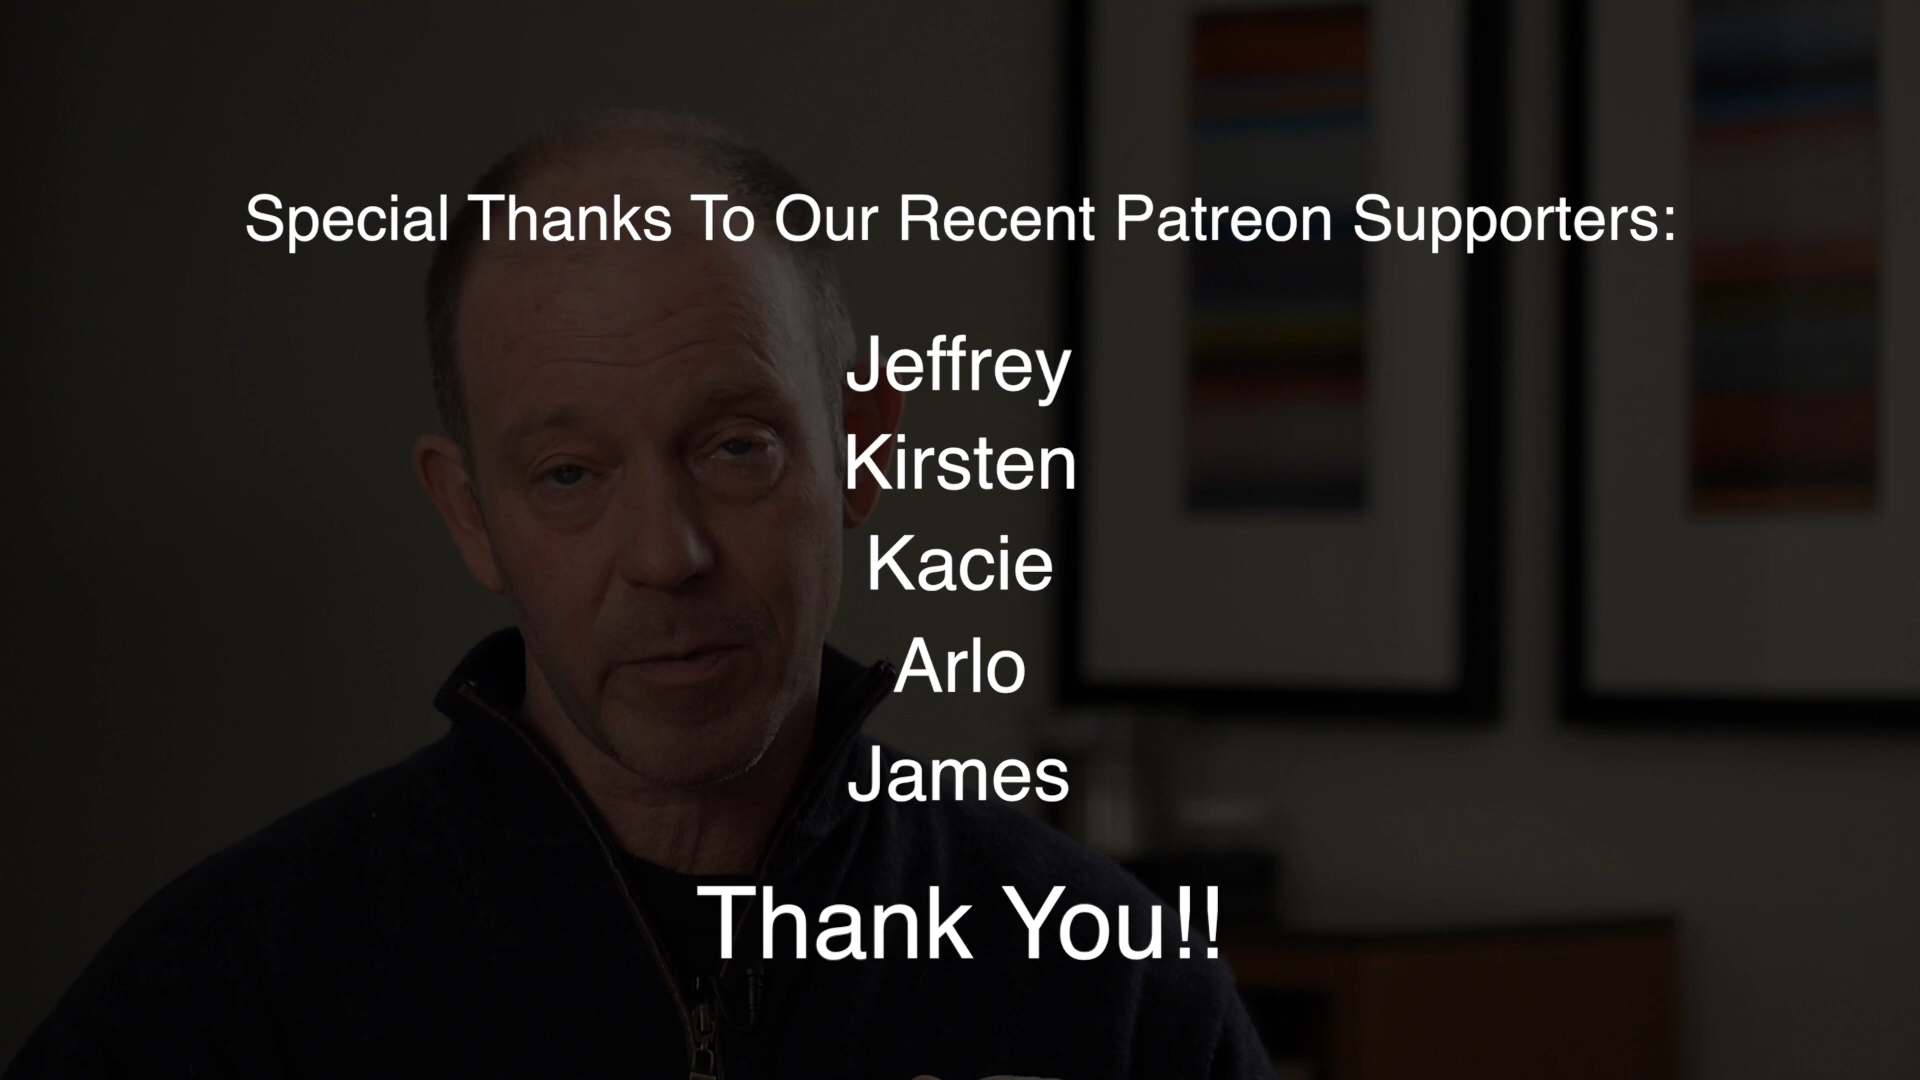 Special Thanks To Our Recent Patreon Supporters:
Jeffrey
Kirsten
Kacie
Arlo
James
Thank You!!